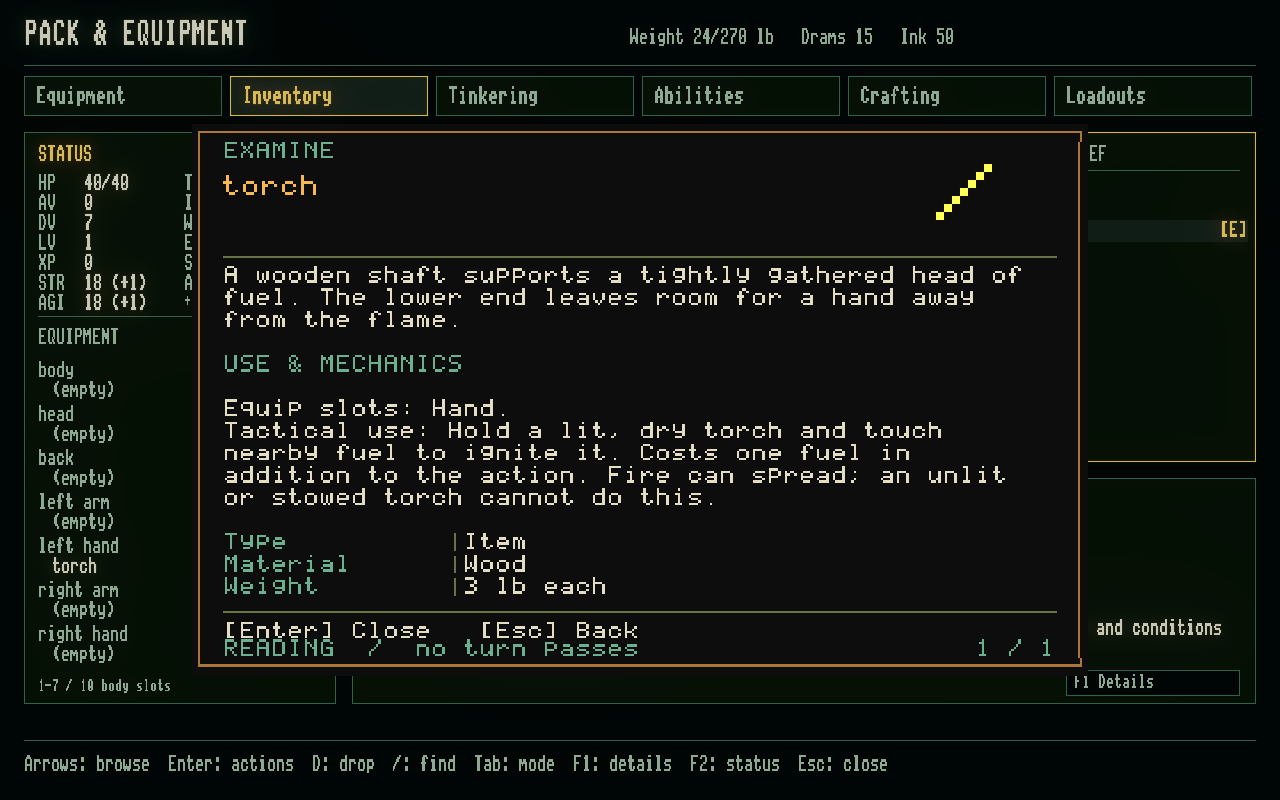 PACK & EQUIPMENT
Weight 24/270 lb Drams 15 Ink 50
Equipment Inventory Tinkering Abilities Crafting Loadouts
STATUS
HP 40/40 T
AV 0 I
DV 7 W
LV 1 E
XP 0 S
STR 18 (+1) A
AGI 18 (+1) +
EQUIPMENT
body
(empty)
head
(empty)
back
(empty)
left arm
(empty)
left hand
torch
right arm
(empty)
right hand
(empty)
1-7 / 10 body slots
EXAMINE
torch
A wooden shaft supports a tightly gathered head of
fuel. The lower end leaves room for a hand away
from the flame.
USE & MECHANICS
Equip slots: Hand.
Tactical use: Hold a lit, dry torch and touch
nearby fuel to ignite it. Costs one fuel in
addition to the action. Fire can spread; an unlit
or stowed torch cannot do this.
Type |Item
Material |Wood
Weight |3 lb each
[Enter] Close [Esc] Back
READING / no turn passes 1 / 1
EF
[E]
and conditions
F1 Details
Arrows: browse Enter: actions D: drop /: find Tab: mode F1: details F2: status Esc: close